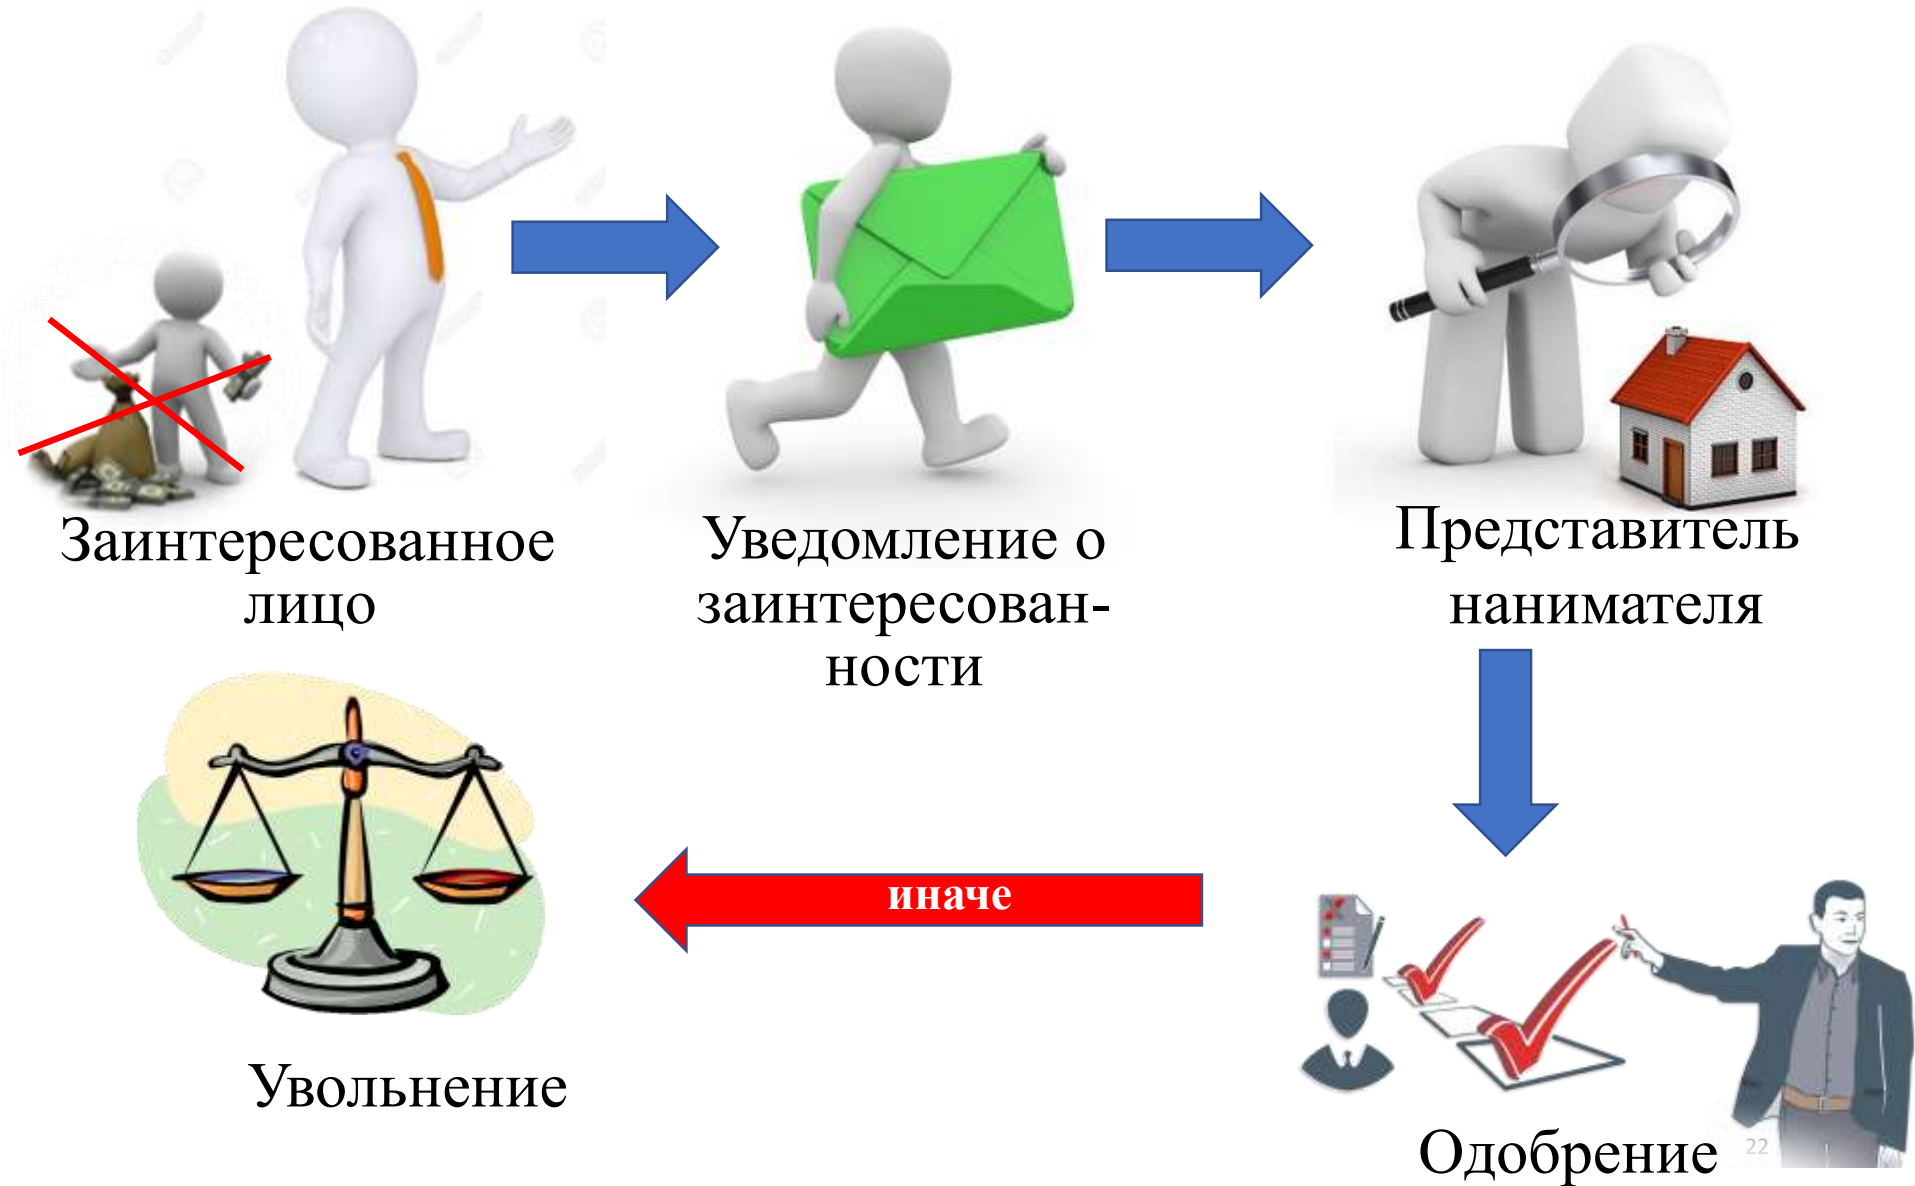 Заинтересованное
лицо
Уведомление о
заинтересован-
ности
Представитель
нанимателя
иначе
Увольнение
Одобрение
22